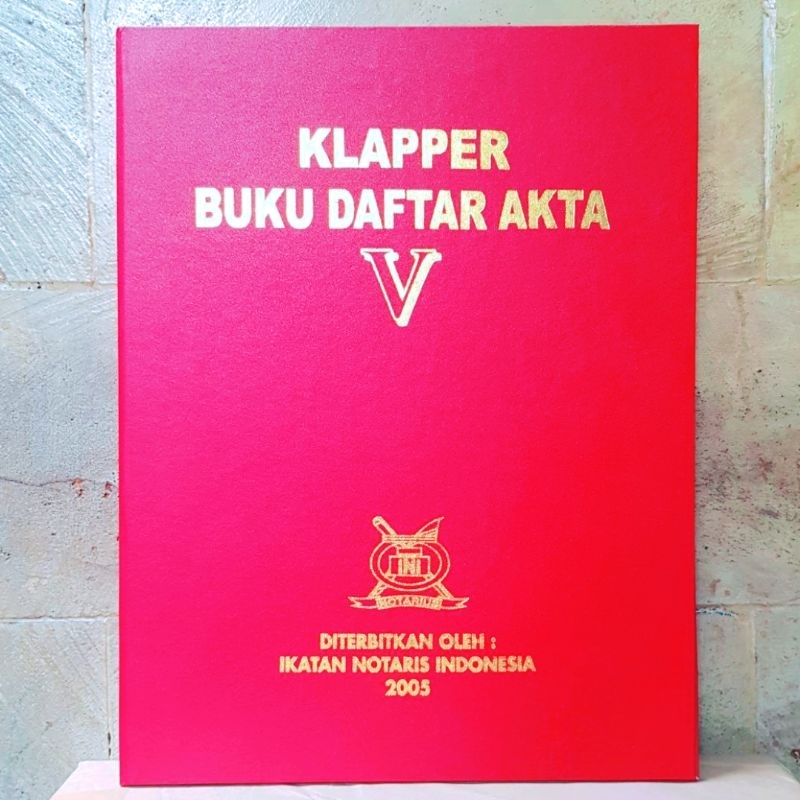 KLAPPER
BUKU DAFTAR AKTA
V
INI
NOTARIUS
DITERBITKAN OLEH :
IKATAN NOTARIS INDONESIA
2005